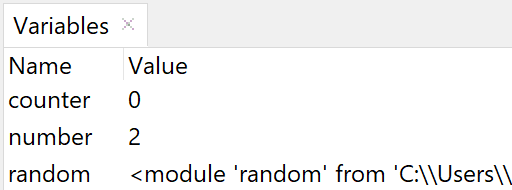 Variables ×
Name Value
counter 0
number 2
random <module 'random' from 'C:\\Users\\